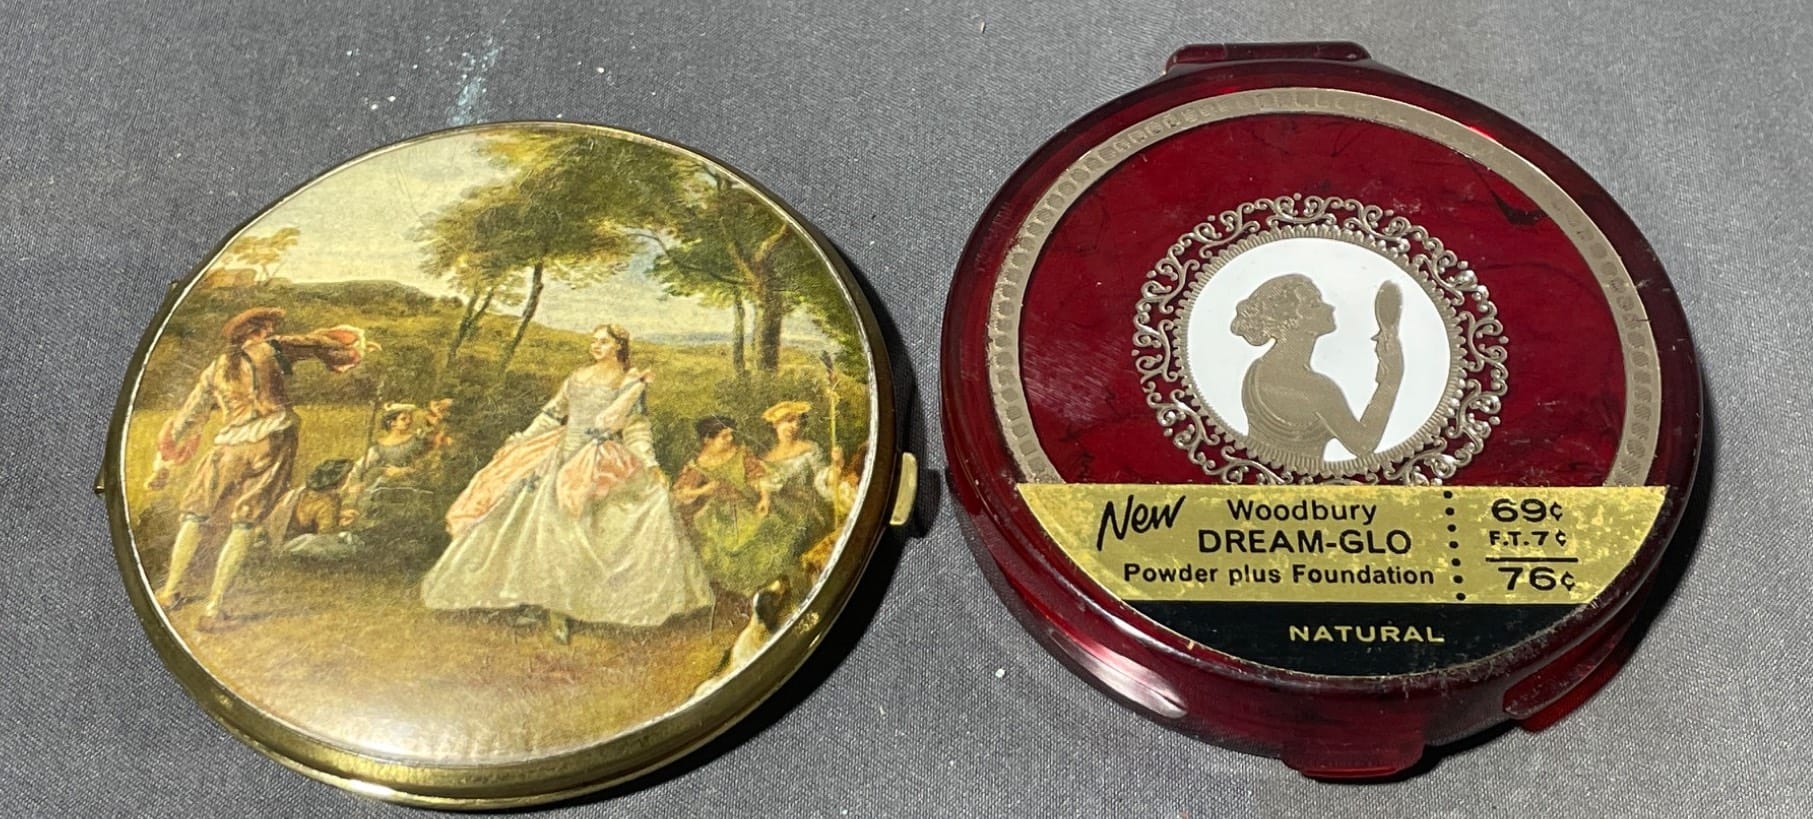 New
Woodbury
DREAM-GLO
Powder plus Foundation
69¢
F.T. 7¢
76¢
NATURAL